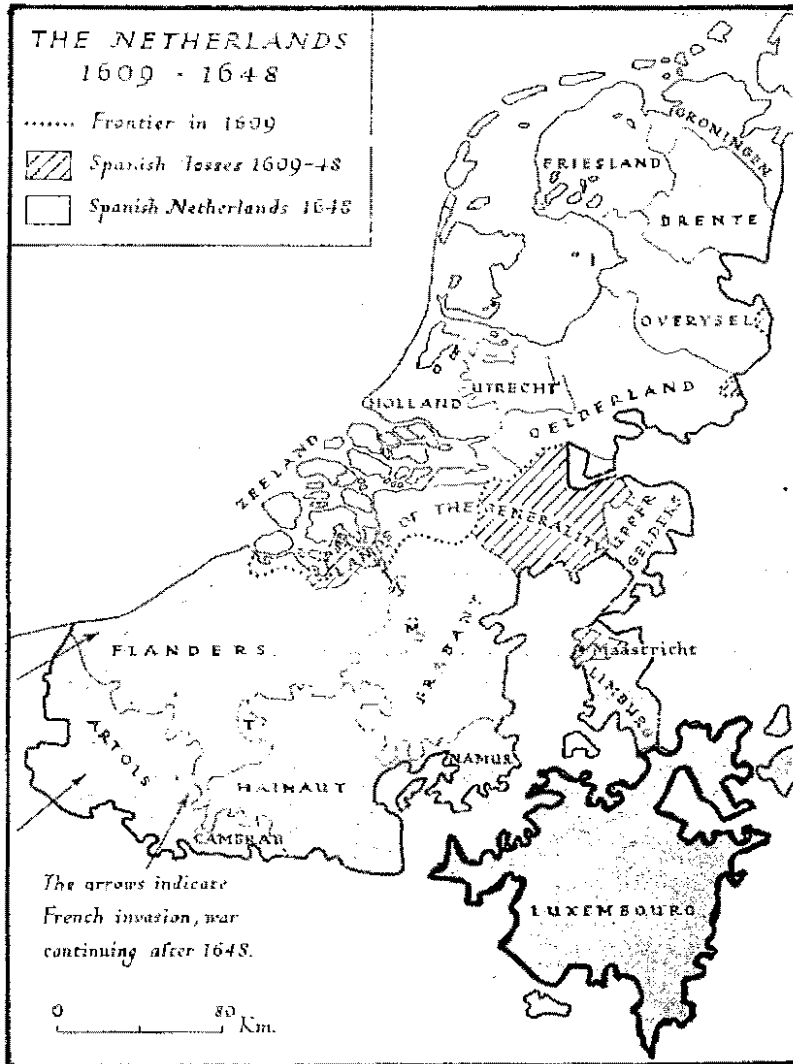 THE NETHERLANDS
1609 - 1648
Frontier in 1609
Spanish losses 1609-48
Spanish Netherlands 1648
GRONINGEN
FRIESLAND
DRENTE
OVERYSEL
UTRECHT
HOLLAND
GELDERLAND
ZEELAND
LANDS OF THE GENERALITY
UPPER
GELDERS
FLANDERS
M
BRABANT
Maastricht
LIMBURG
ARTOIS
T
HAINAUT
NAMUR
CAMBRAI
LUXEMBOURG
The arrows indicate
French invasion, war
continuing after 1648.
0 80 Km.